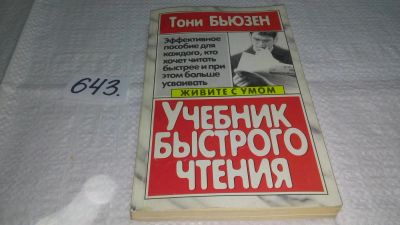 643.
Тони БЬЮЗЕН
Эффективное
пособие для
каждого, кто
хочет читать
быстрее и при
этом больше
усваивать
ЖИВИТЕ С УМОМ
УЧЕБНИК
БЫСТРОГО
ЧТЕНИЯ